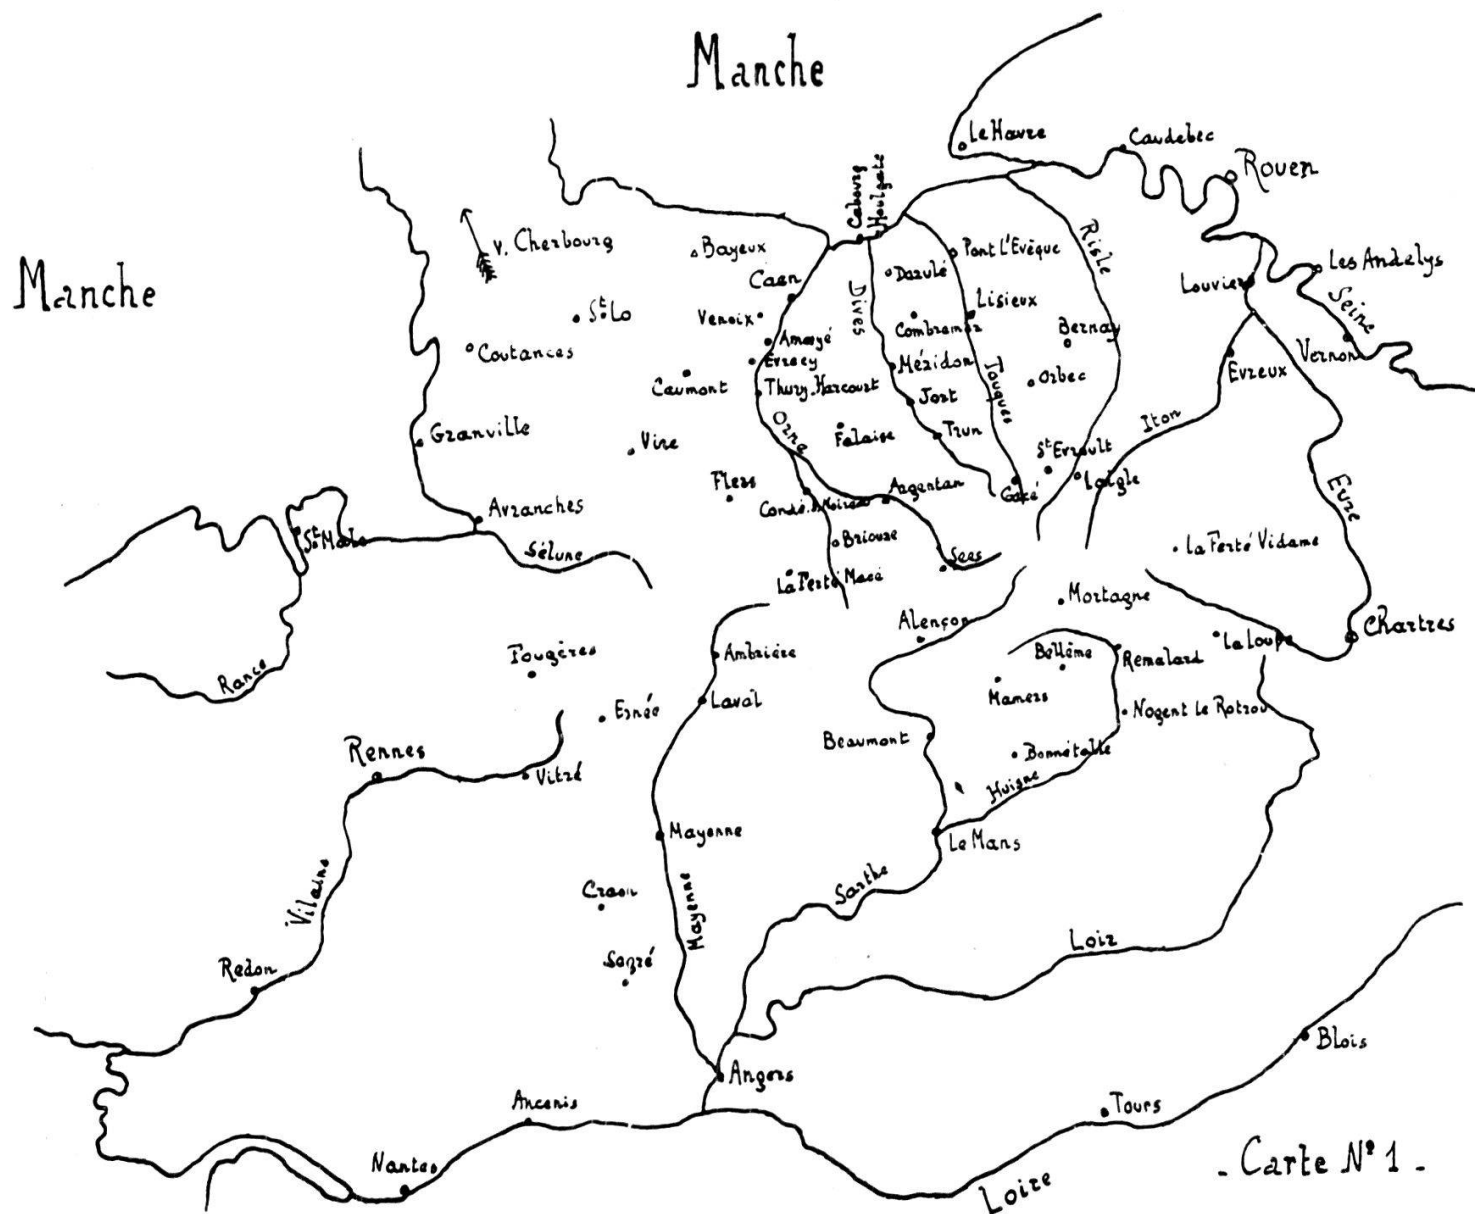 Manche
Le Havre
Caudebec
Rouen
Cabourg
Houlgate
v. Cherbourg
Bayeux
Pont L'Evêque
Risle
Les Andelys
Manche
Caen
Dozulé
Louviers
Seine
St Lo
Venoix
Dives
Lisieux
Combremer
Bernay
Coutances
Amayé
Evrecy
Vernon
Caumont
Thury-Harcourt
Méridon
Touques
Orbec
Evreux
Jort
Granville
Orne
Falaise
Trun
Iton
Vire
St Evroult
Flers
Argentan
Gacé
Laigle
Eure
Avranches
Condé s. Noireau
St Malo
Sélune
Briouze
La Ferté Vidame
La Ferté Macé
Sées
Mortagne
Alençon
Chartres
La Loupe
Fougères
Ambrière
Bellême
Remalard
Rance
Mamers
Ernée
Laval
Nogent le Rotrou
Beaumont
Rennes
Bonnétable
Vitré
Huisne
Mayenne
Le Mans
Craon
Sarthe
Vilaine
Mayenne
Loir
Redon
Segré
Blois
Angers
Ancenis
Tours
Nantes
Loire
- Carte N° 1 -